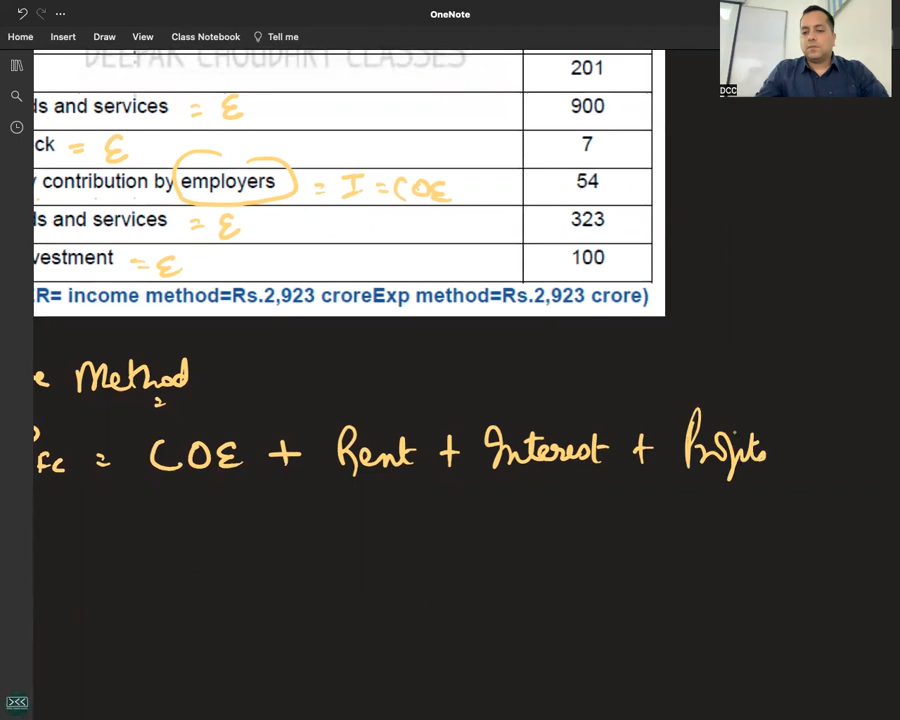 OneNote
Home Insert Draw View Class Notebook Tell me
DEEPAK CHOUDHARY CLASSES
201
ds and services = E 900
ck = E 7
y contribution by employers = I = COE 54
ds and services = E 323
vestment = E 100
ER= income method=Rs.2,923 croreExp method=Rs.2,923 crore)
e Method
FC = COE + Rent + Interest + Profits
DCC